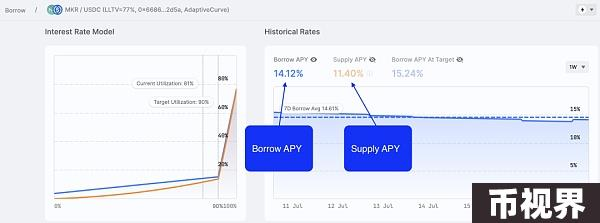 Borrow / MKR / USDC (LLTV=77%, 0x6686...2d5a, AdaptiveCurve)
Interest Rate Model
Current Utilization: 81%
Target Utilization: 90%
80%
60%
40%
20%
0%
90%
100%
Historical Rates
Borrow APY
Supply APY
Borrow APY At Target
14.12%
11.40%
15.24%
1W
7D Borrow Avg 14.61%
15%
10%
5%
Borrow APY
Supply APY
11 Jul
12 Jul
13 Jul
14 Jul
15 Jul
币视界